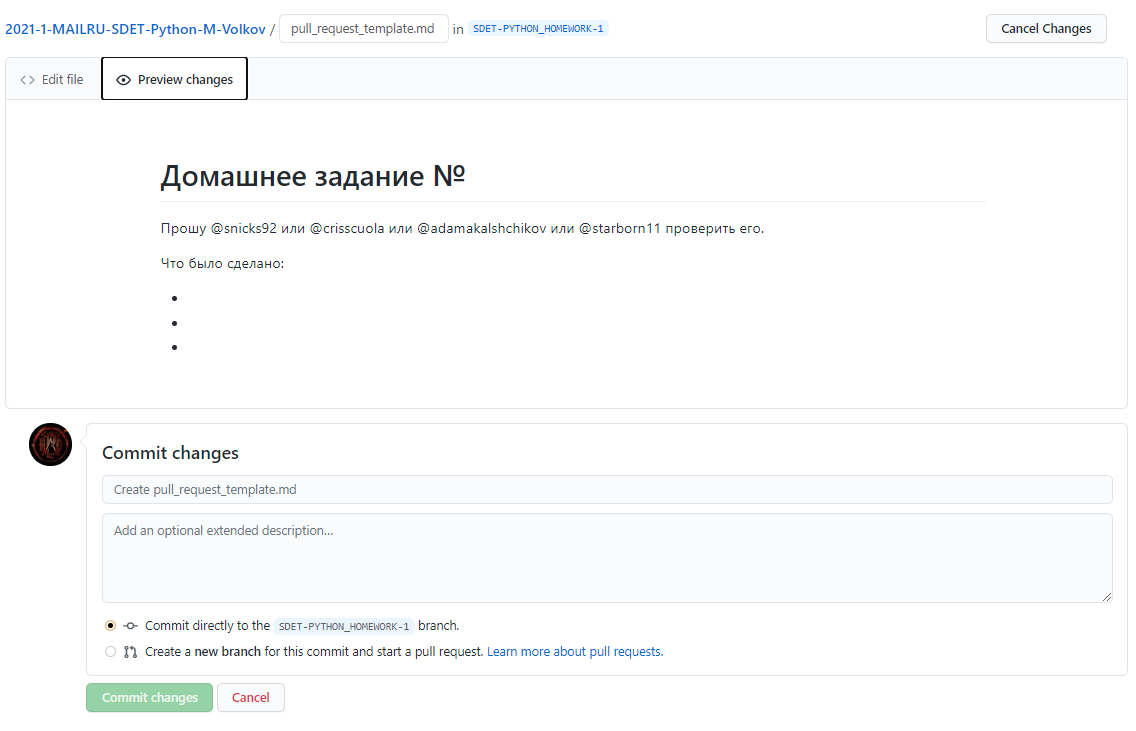 2021-1-MAILRU-SDET-Python-M-Volkov / pull_request_template.md in SDET-PYTHON_HOMEWORK-1 Cancel Changes
<> Edit file Preview changes
Домашнее задание №
Прошу @snicks92 или @crisscuola или @adamakalshchikov или @starborn11 проверить его.
Что было сделано:
Commit changes
Create pull_request_template.md
Add an optional extended description...
Commit directly to the SDET-PYTHON_HOMEWORK-1 branch.
Create a new branch for this commit and start a pull request. Learn more about pull requests.
Commit changes Cancel